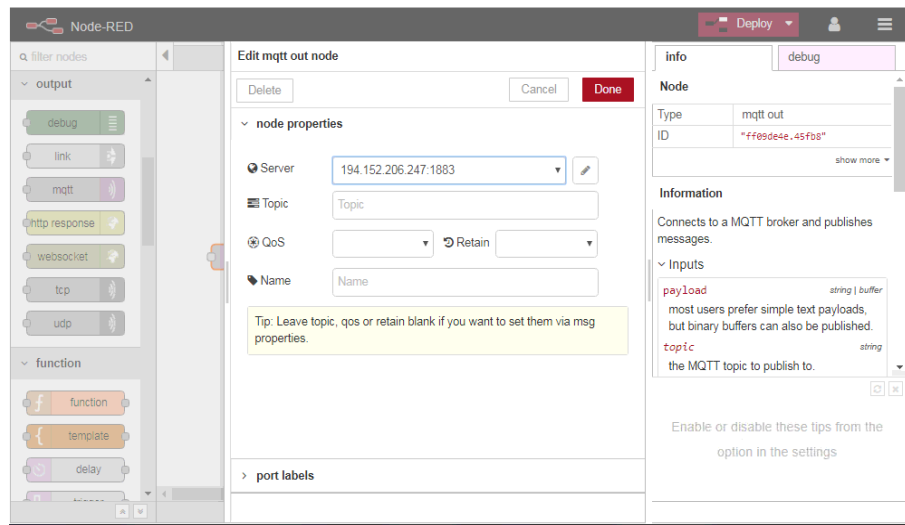 Node-RED
Deploy
filter nodes
output
debug
link
mqtt
http response
websocket
tcp
udp
function
function
template
delay
Edit mqtt out node
Delete
Cancel
Done
node properties
Server
194.152.206.247:1883
Topic
Topic
QoS
Retain
Name
Name
Tip: Leave topic, qos or retain blank if you want to set them via msg
properties.
port labels
info
debug
Node
Type
mqtt out
ID
"ff09de4e.45fb8"
show more
Information
Connects to a MQTT broker and publishes
messages.
Inputs
payload
string | buffer
most users prefer simple text payloads,
but binary buffers can also be published.
topic
string
the MQTT topic to publish to.
Enable or disable these tips from the
option in the settings